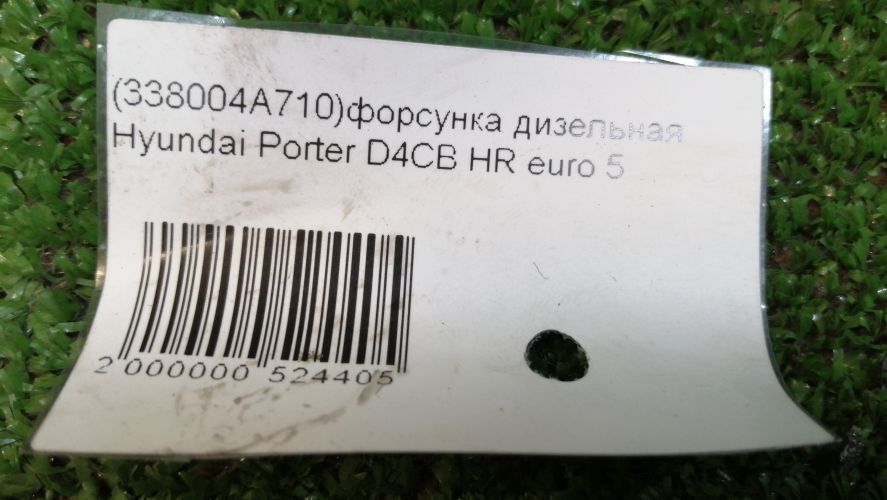 (338004A710)форсунка дизельная
Hyundai Porter D4CB HR euro 5
2 000000 524405